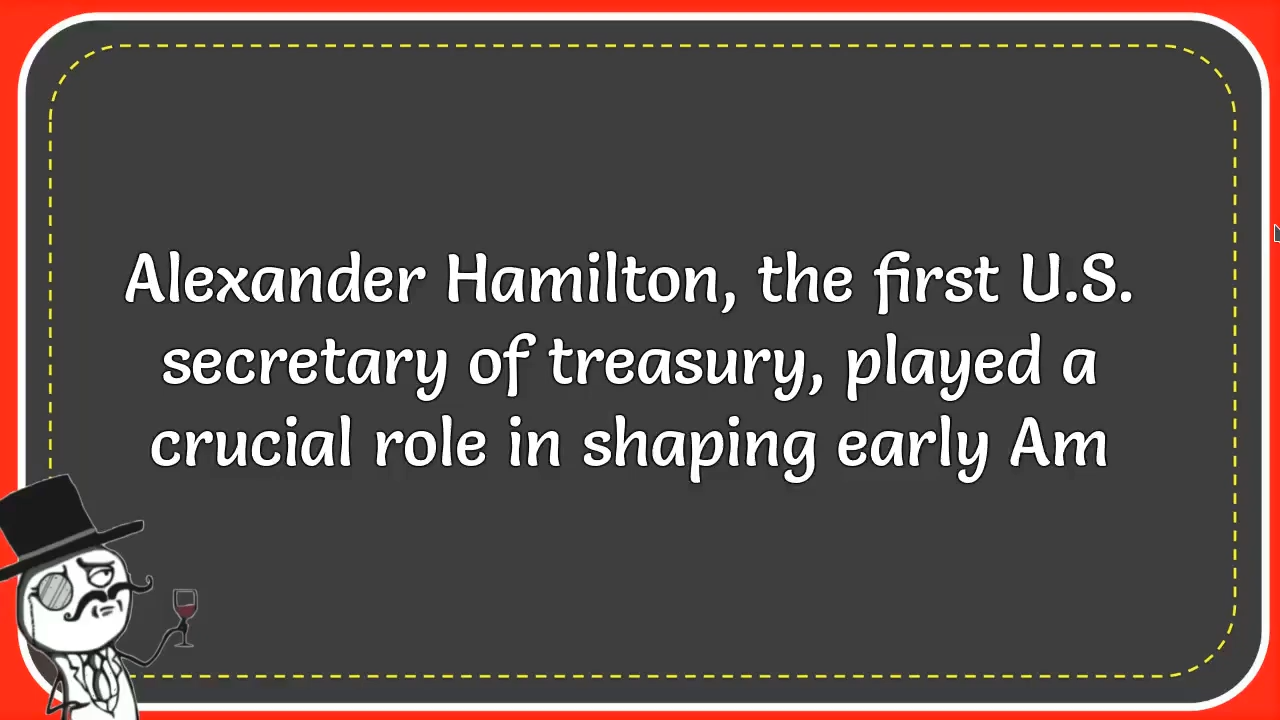 Alexander Hamilton, the first U.S.
secretary of treasury, played a
crucial role in shaping early Am